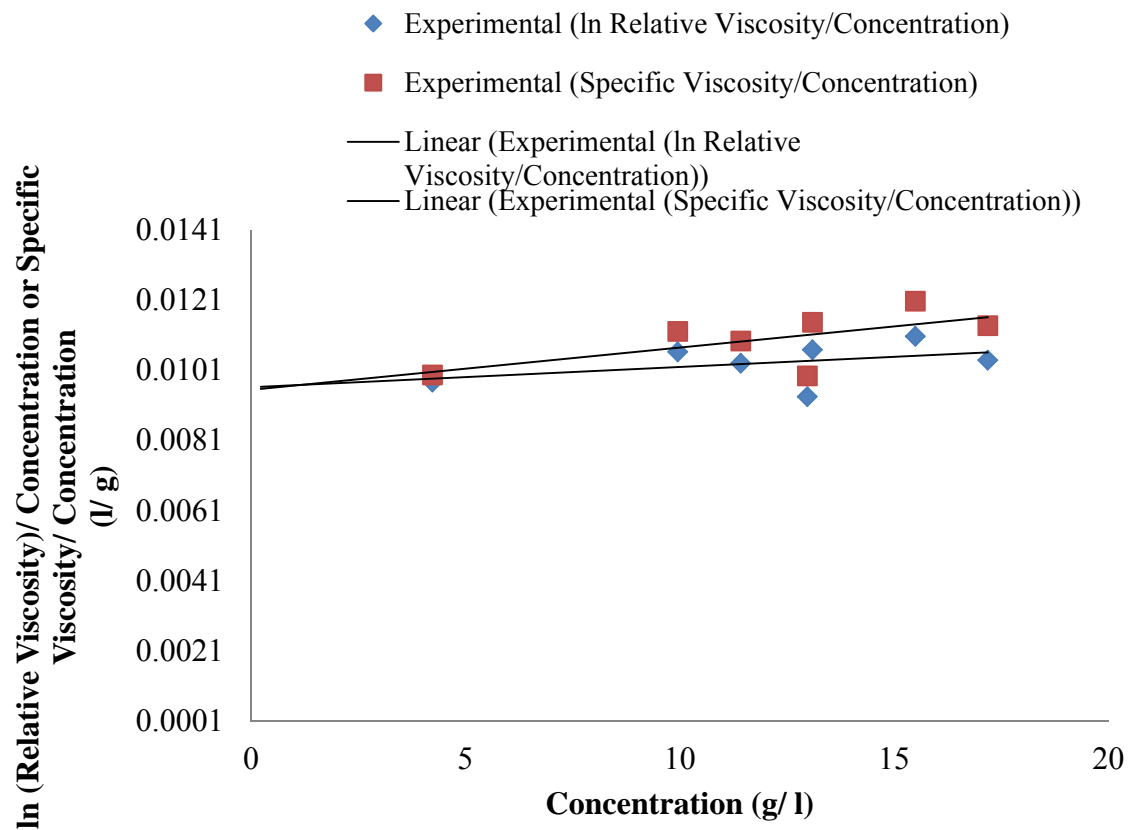 Experimental (ln Relative Viscosity/Concentration)
Experimental (Specific Viscosity/Concentration)
Linear (Experimental (ln Relative
Viscosity/Concentration))
Linear (Experimental (Specific Viscosity/Concentration))
ln (Relative Viscosity)/ Concentration or Specific
Viscosity/ Concentration
(l/ g)
0.0141
0.0121
0.0101
0.0081
0.0061
0.0041
0.0021
0.0001
0 5 10 15 20
Concentration (g/ l)